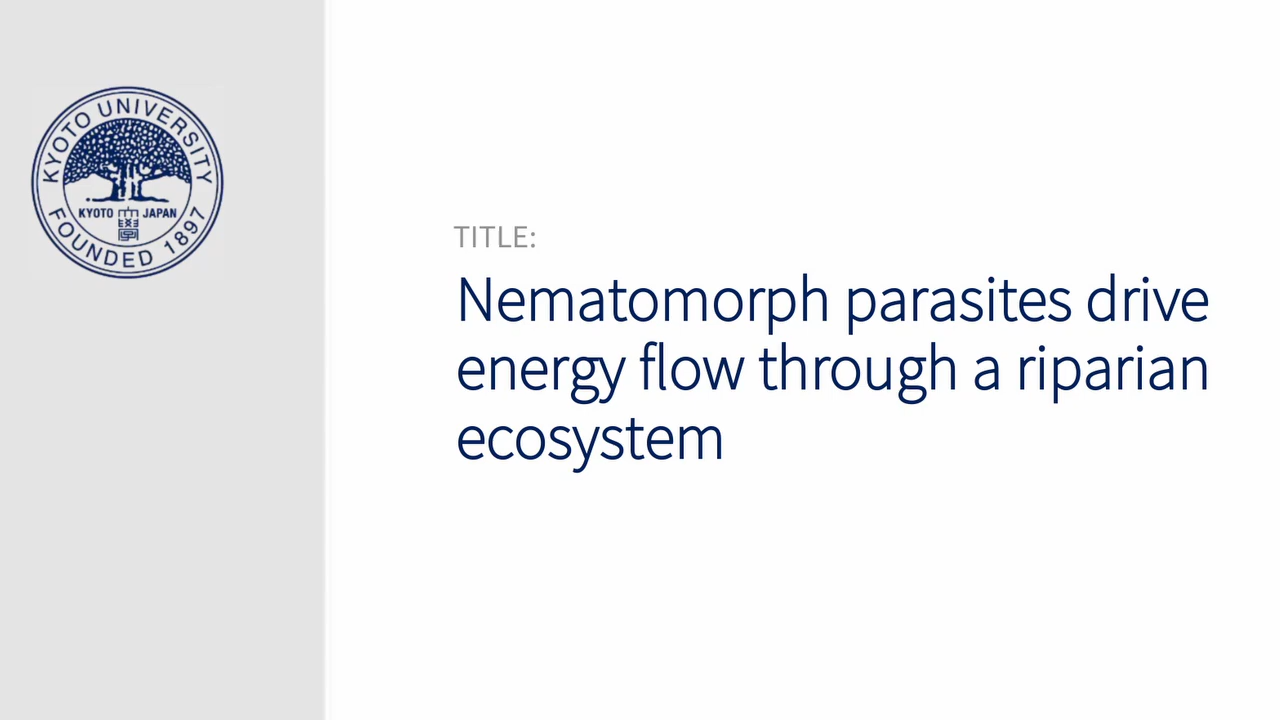 KYOTO UNIVERSITY
KYOTO JAPAN
FOUNDED 1897
TITLE:
Nematomorph parasites drive
energy flow through a riparian
ecosystem